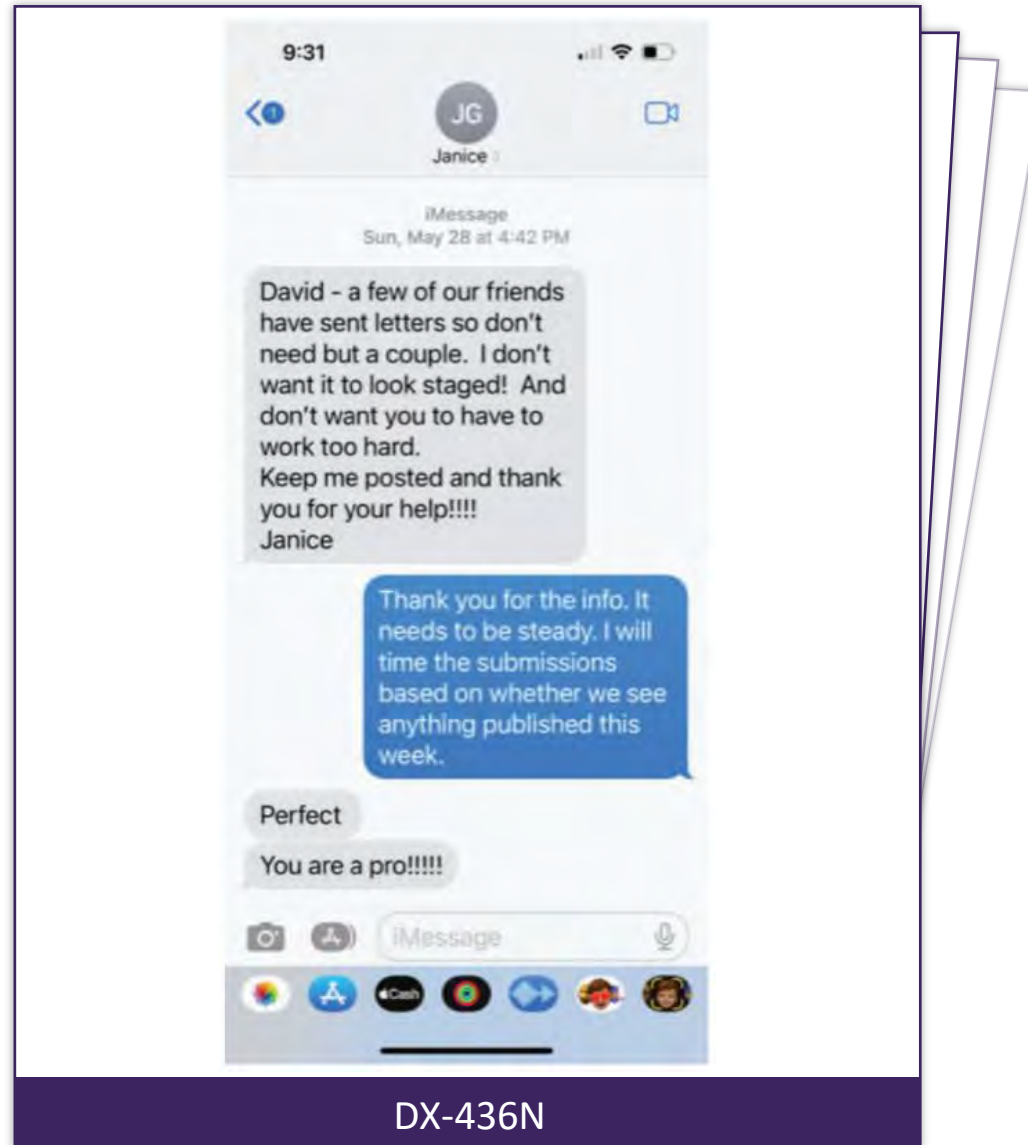 9:31
1
JG
Janice
iMessage
Sun, May 28 at 4:42 PM
David - a few of our friends
have sent letters so don't
need but a couple.  I don't
want it to look staged!  And
don't want you to have to
work too hard.
Keep me posted and thank
you for your help!!!!
Janice
Thank you for the info. It
needs to be steady. I will
time the submissions
based on whether we see
anything published this
week.
Perfect
You are a pro!!!!!
iMessage
Cash
DX-436N